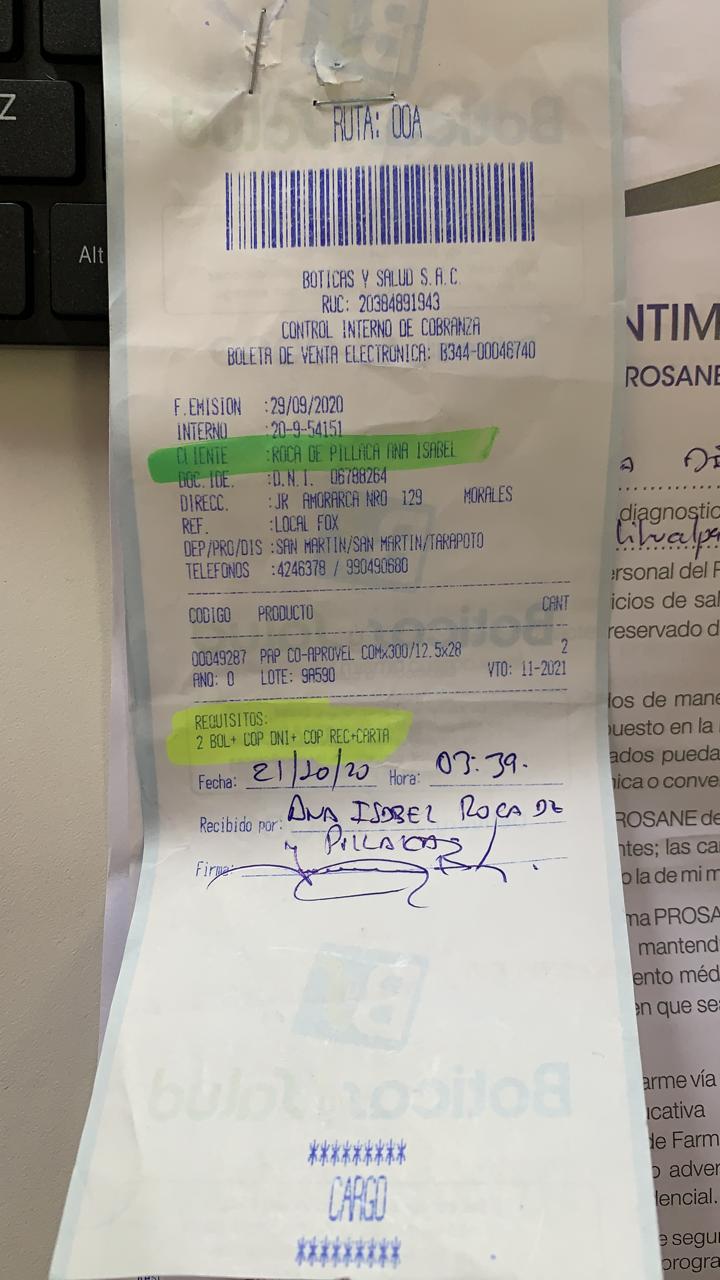 Z
Alt
RUTA: 00A
BOTICAS Y SALUD S.A.C.
RUC: 20384891943
CONTROL INTERNO DE COBRANZA
BOLETA DE VENTA ELECTRONICA: B344-00046740
F.EMISION :29/09/2020
INTERNO :20-9-54151
CLIENTE :ROCA DE PILLACA ANA ISABEL
DOC.IDE. :D.N.I. 06788264
DIRECC. :JR AMORARCA NRO 129 MORALES
REF. :LOCAL FOX
DEP/PRO/DIS :SAN MARTIN/SAN MARTIN/TARAPOTO
TELEFONOS :4246378 / 990490680
CODIGO PRODUCTO CANT
00049287 PAP CO-APROVEL COMx300/12.5x28 2
ANO: 0 LOTE: 9A590 VTO: 11-2021
REQUISITOS:
2 BOL+ COP DNI+ COP REC+CARTA
Fecha: 21/10/20 Hora: 03:39.
Recibido por: ANA ISABEL ROCA DE
PILLACAS
Firma:
*********
CARGO
*********
Boticas y Salud
NTIM
ROSANE
diagnostic
ersonal del P
icios de sal
reservado d
los de mane
puesto en la
ados pueda
nica o conve
ROSANE de
ntes; las ca
o la de mi m
ma PROSA
mantend
ento méd
en que se
arme vía
ucativa
de Farm
o adver
dencial.
e segu
progra